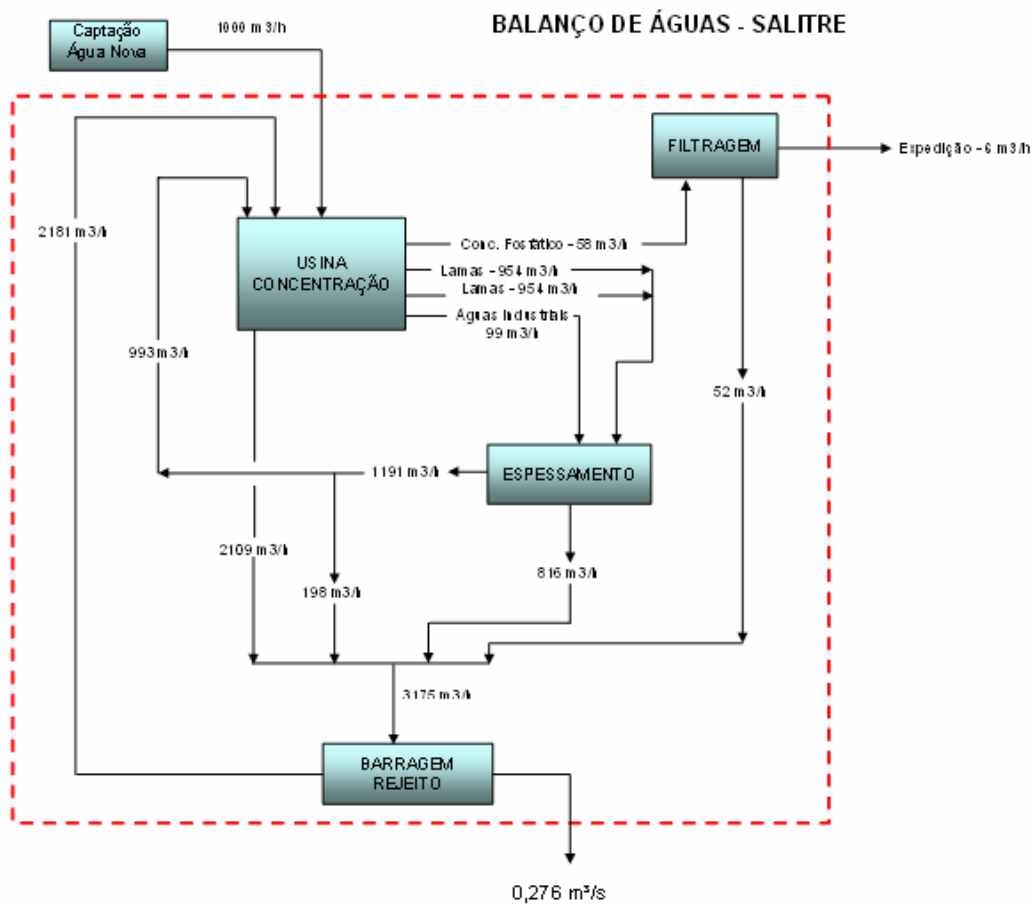 BALANÇO DE ÁGUAS - SALITRE
Captação
Água Nova
1000 m3/h
FILTRAGEM
Expedição - 6 m3/h
2181 m3/h
USINA
CONCENTRAÇÃO
Conc. Fosfático - 58 m3/h
Lamas - 954 m3/h
Lamas - 954 m3/h
Águas Industriais
99 m3/h
993 m3/h
52 m3/h
1191 m3/h
ESPESSAMENTO
2109 m3/h
816 m3/h
198 m3/h
3175 m3/h
BARRAGEM
REJEITO
0,276 m³/s